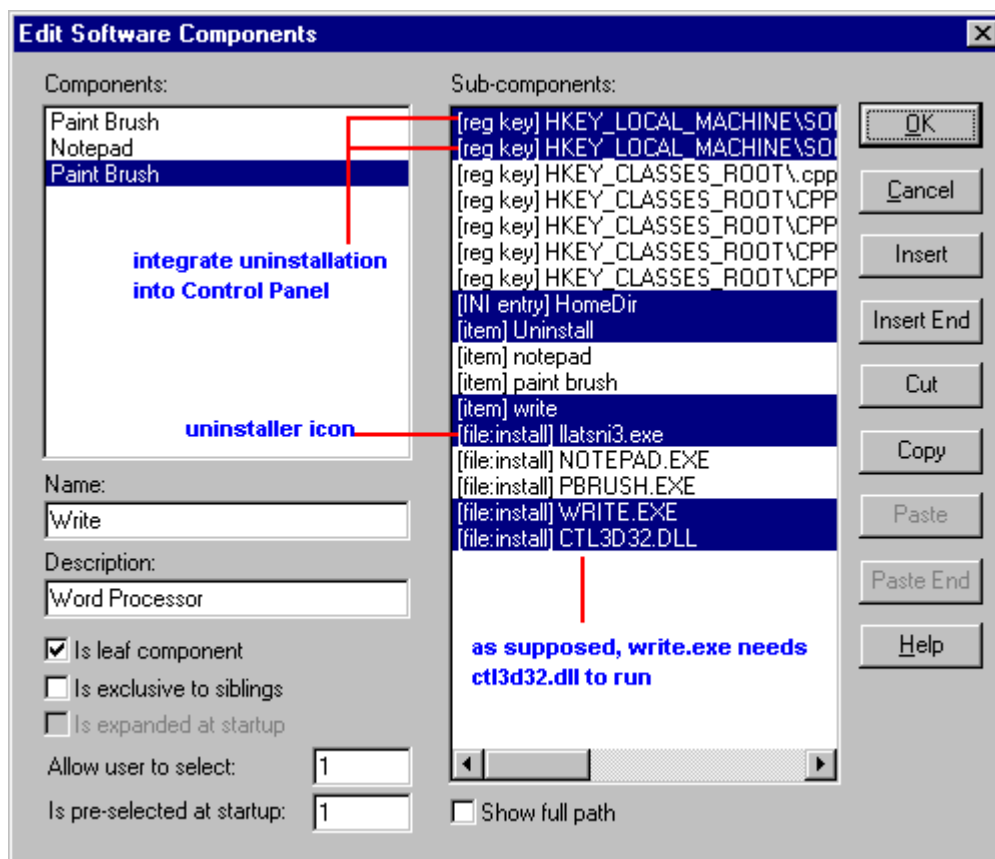 Edit Software Components
Components:
Paint Brush
Notepad
Paint Brush
integrate uninstallation
into Control Panel
uninstaller icon
Name:
Write
Description:
Word Processor
Is leaf component
Is exclusive to siblings
Is expanded at startup
Allow user to select:
1
Is pre-selected at startup:
1
Sub-components:
[reg key] HKEY_LOCAL_MACHINE\SOI
[reg key] HKEY_LOCAL_MACHINE\SOI
[reg key] HKEY_CLASSES_ROOT\.cpp
[reg key] HKEY_CLASSES_ROOT\CPP
[reg key] HKEY_CLASSES_ROOT\CPP
[reg key] HKEY_CLASSES_ROOT\CPP
[reg key] HKEY_CLASSES_ROOT\CPP
[INI entry] HomeDir
[item] Uninstall
[item] notepad
[item] paint brush
[item] write
[file:install] llatsni3.exe
[file:install] NOTEPAD.EXE
[file:install] PBRUSH.EXE
[file:install] WRITE.EXE
[file:install] CTL3D32.DLL
as supposed, write.exe needs
ctl3d32.dll to run
Show full path
OK
Cancel
Insert
Insert End
Cut
Copy
Paste
Paste End
Help